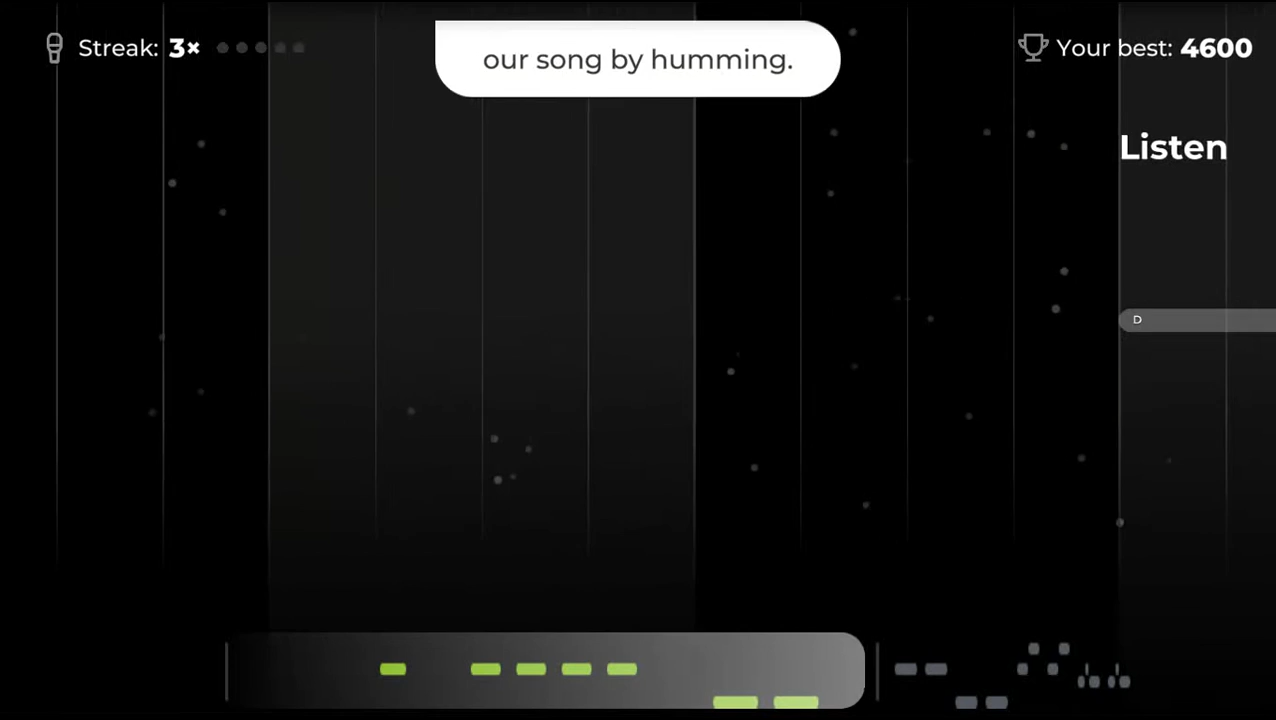 Streak: 3×
our song by humming.
Your best: 4600
Listen
D